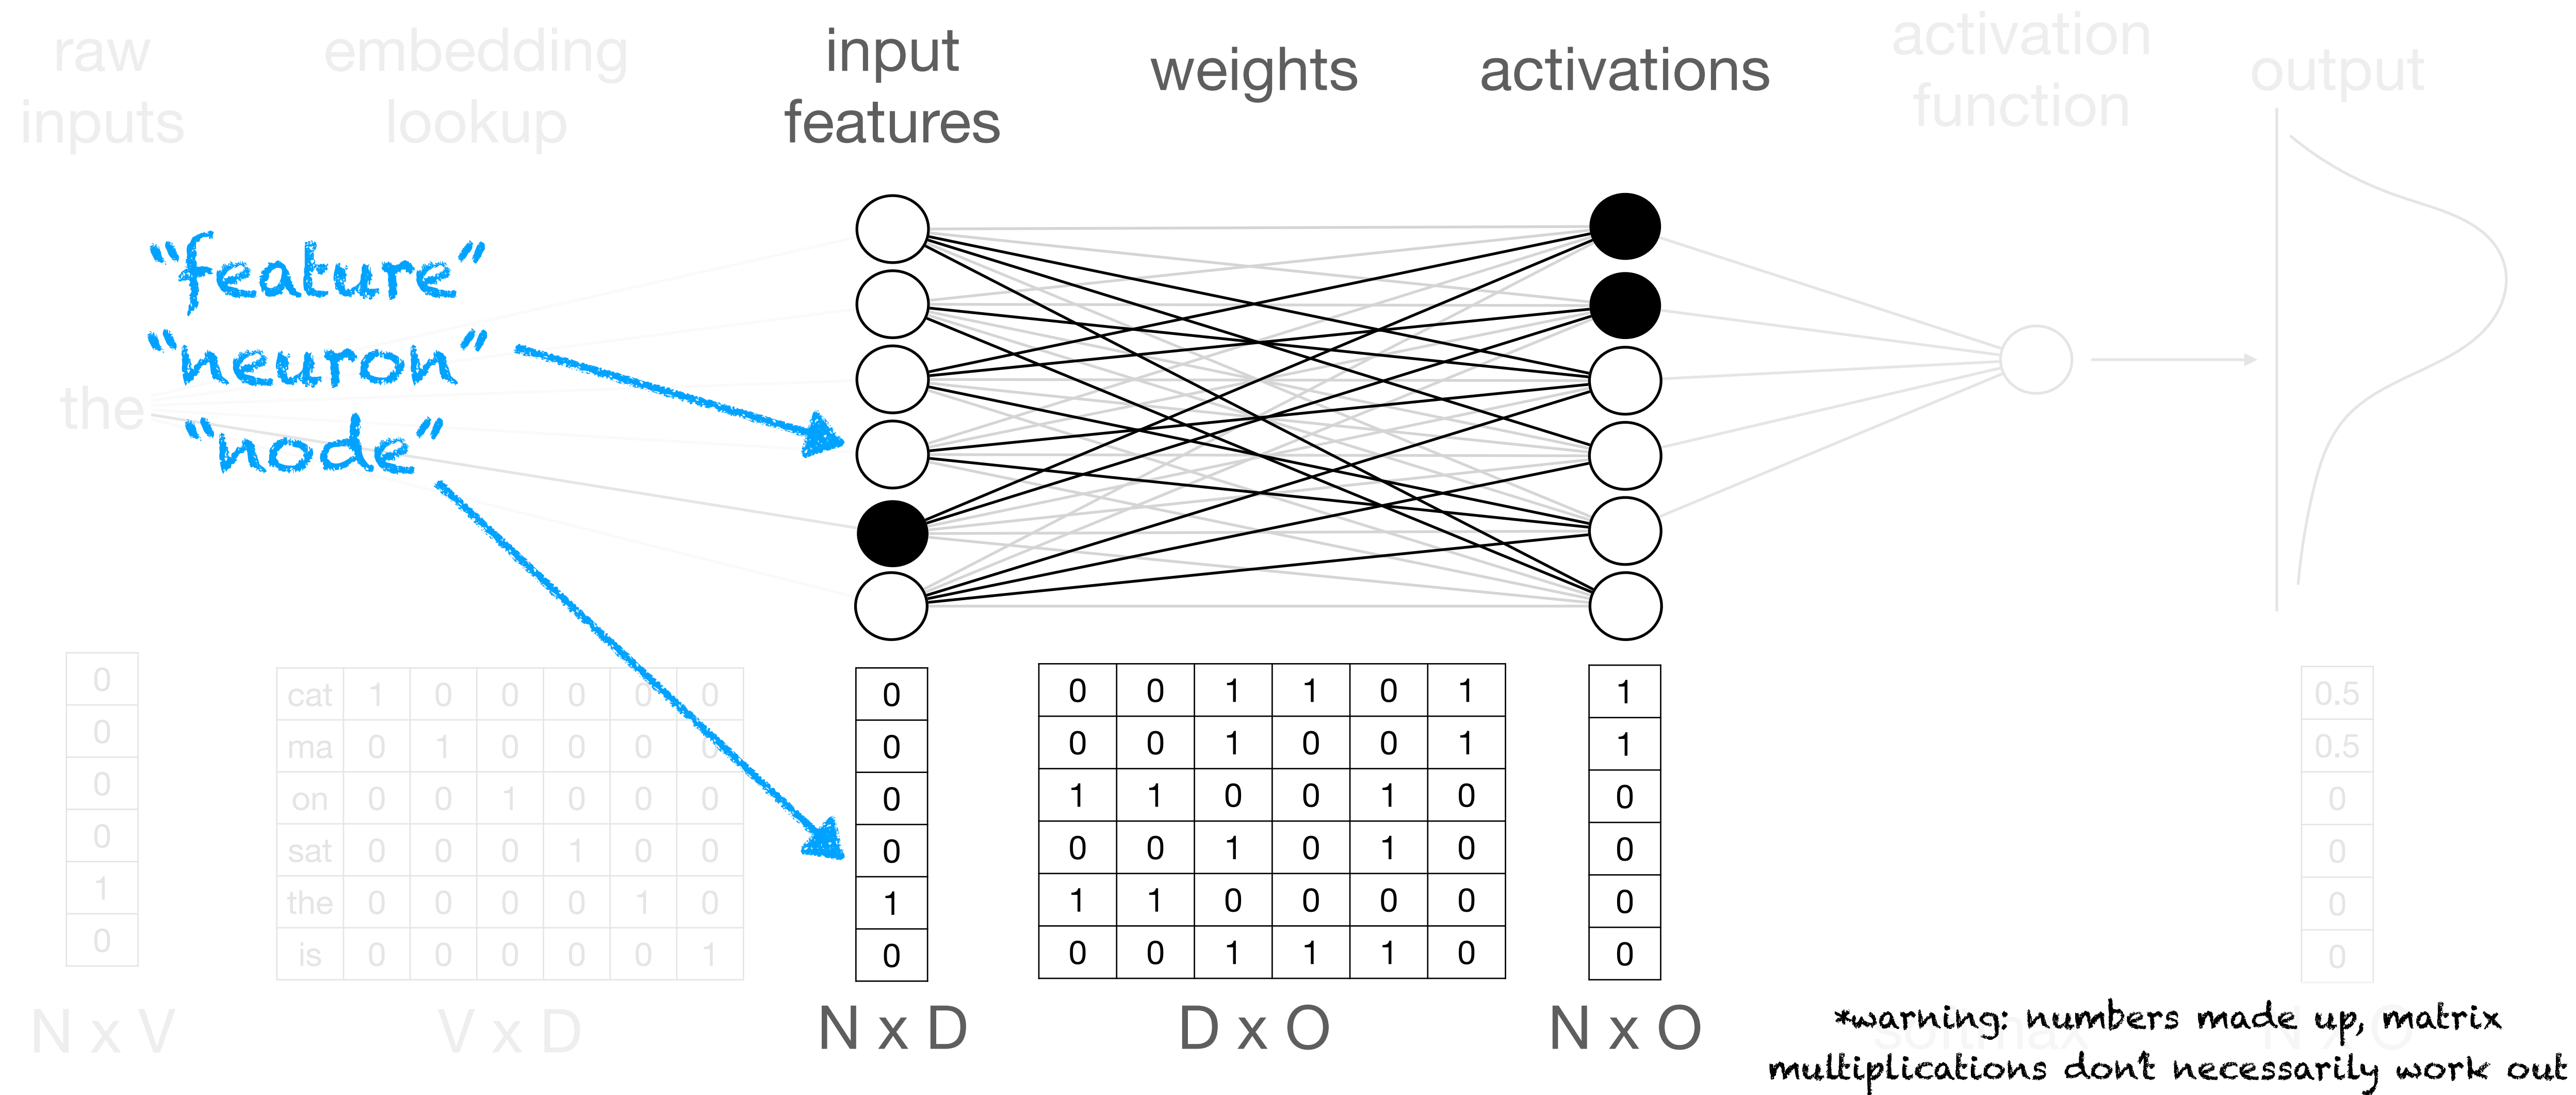 raw
inputs
embedding
lookup
input
features
weights
activations
activation
function
output
“feature”
“neuron”
“node”
the
0
0
0
0
1
0
cat 1 0 0 0 0 0
ma 0 1 0 0 0 0
on 0 0 1 0 0 0
sat 0 0 0 1 0 0
the 0 0 0 0 1 0
is 0 0 0 0 0 1
0
0
0
0
1
0
0 0 1 1 0 1
0 0 1 0 0 1
1 1 0 0 1 0
0 0 1 0 1 0
1 1 0 0 0 0
0 0 1 1 1 0
1
1
0
0
0
0
0.5
0.5
0
0
0
0
N x V
V x D
N x D
D x O
N x O
softmax
N x O
*warning: numbers made up, matrix
multiplications don't necessarily work out